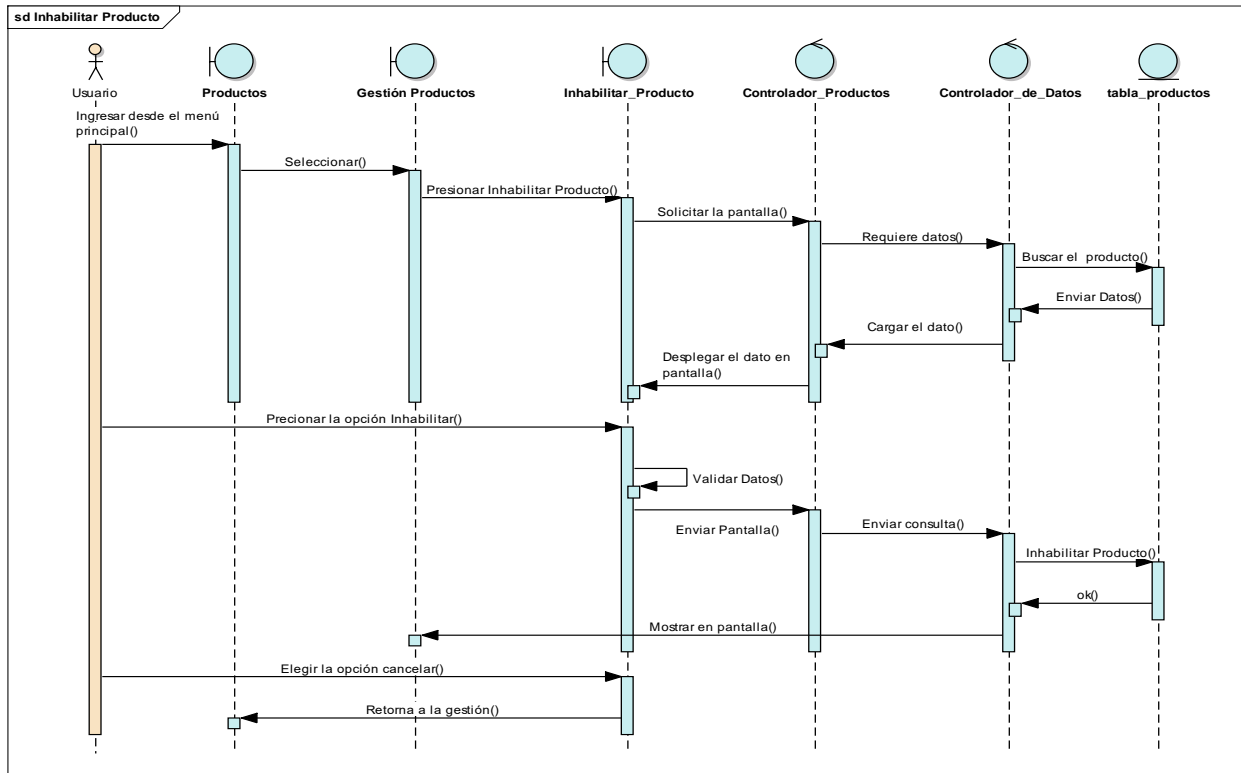 sd Inhabilitar Producto
Usuario
Productos
Gestión Productos
Inhabilitar_Producto
Controlador_Productos
Controlador_de_Datos
tabla_productos
Ingresar desde el menú
principal()
Seleccionar()
Presionar Inhabilitar Producto()
Solicitar la pantalla()
Requiere datos()
Buscar el producto()
Enviar Datos()
Cargar el dato()
Desplegar el dato en
pantalla()
Precionar la opción Inhabilitar()
Validar Datos()
Enviar Pantalla()
Enviar consulta()
Inhabilitar Producto()
ok()
Mostrar en pantalla()
Elegir la opción cancelar()
Retorna a la gestión()